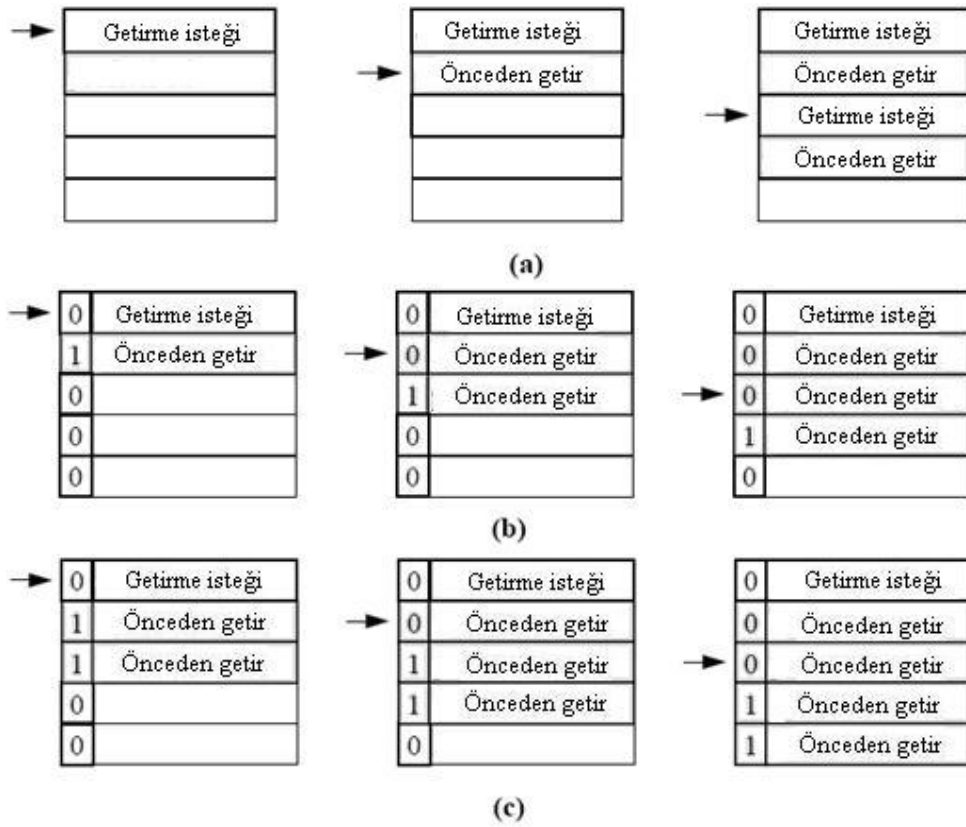 Getirme isteği Getirme isteği Getirme isteği
Önceden getir Önceden getir
Getirme isteği
Önceden getir
(a)
0 Getirme isteği 0 Getirme isteği 0 Getirme isteği
1 Önceden getir 0 Önceden getir 0 Önceden getir
0 1 Önceden getir 0 Önceden getir
0 0 1 Önceden getir
0 0 0
(b)
0 Getirme isteği 0 Getirme isteği 0 Getirme isteği
1 Önceden getir 0 Önceden getir 0 Önceden getir
1 Önceden getir 1 Önceden getir 0 Önceden getir
0 1 Önceden getir 1 Önceden getir
0 0 1 Önceden getir
(c)